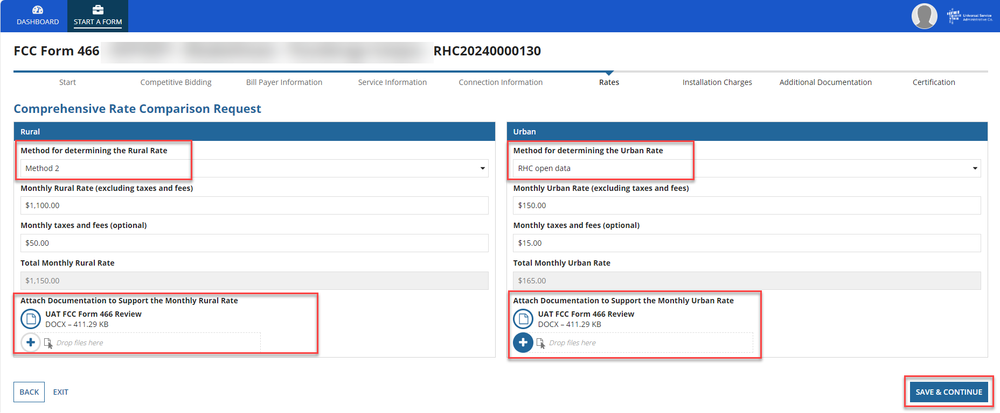 DASHBOARD
START A FORM
Universal Service
Administrative Co.
FCC Form 466
RHC20240000130
Start
Competitive Bidding
Bill Payer Information
Service Information
Connection Information
Rates
Installation Charges
Additional Documentation
Certification
Comprehensive Rate Comparison Request
Rural
Method for determining the Rural Rate
Method 2
Monthly Rural Rate (excluding taxes and fees)
$1,100.00
Monthly taxes and fees (optional)
$50.00
Total Monthly Rural Rate
$1,150.00
Attach Documentation to Support the Monthly Rural Rate
UAT FCC Form 466 Review
DOCX – 411.29 KB
Drop files here
Urban
Method for determining the Urban Rate
RHC open data
Monthly Urban Rate (excluding taxes and fees)
$150.00
Monthly taxes and fees (optional)
$15.00
Total Monthly Urban Rate
$165.00
Attach Documentation to Support the Monthly Urban Rate
UAT FCC Form 466 Review
DOCX – 411.29 KB
Drop files here
BACK
EXIT
SAVE & CONTINUE